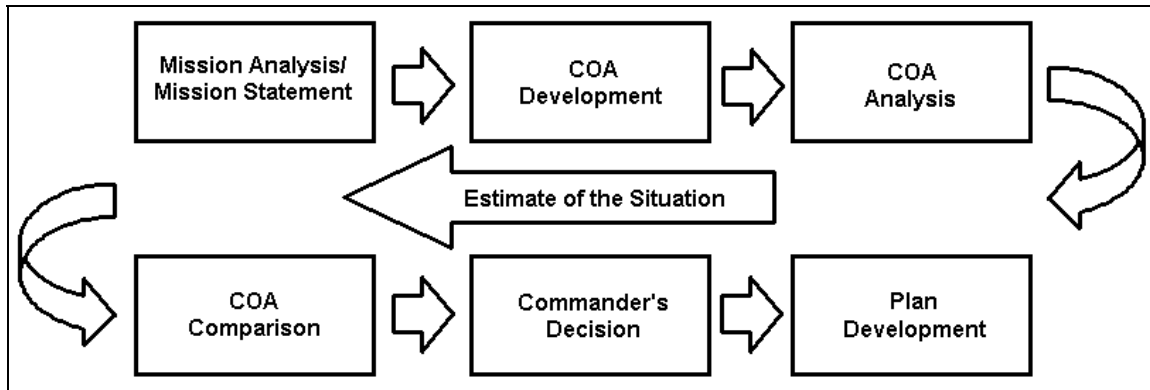 Mission Analysis/
Mission Statement
COA
Development
COA
Analysis
Estimate of the Situation
COA
Comparison
Commander's
Decision
Plan
Development